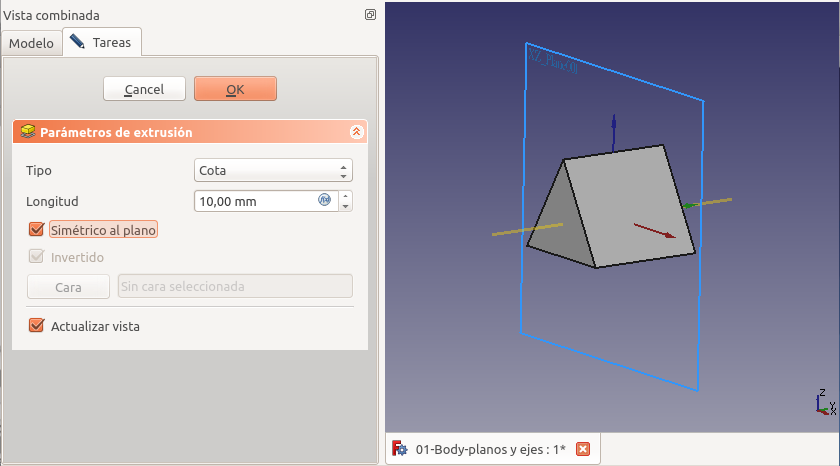 Vista combinada
Modelo
Tareas
Cancel
OK
Parámetros de extrusión
Tipo
Cota
Longitud
10,00 mm
Simétrico al plano
Invertido
Cara
Sin cara seleccionada
Actualizar vista
Z
Y
X
01-Body-planos y ejes : 1*